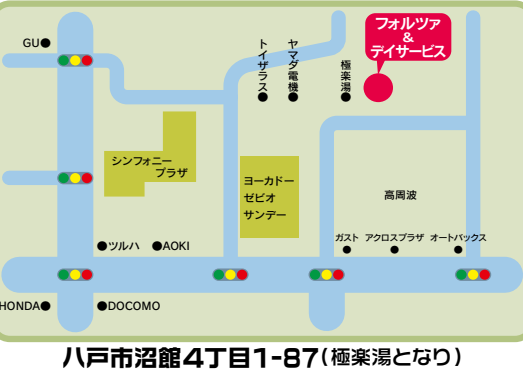 GU
トイザラス
ヤマダ電機
極楽湯
フォルツァ
&
デイサービス
シンフォニー
プラザ
ヨーカドー
ゼビオ
サンデー
高周波
ガスト アクロスプラザ オートバックス
ツルハ AOKI
HONDA DOCOMO
八戸市沼館4丁目1-87(極楽湯となり)